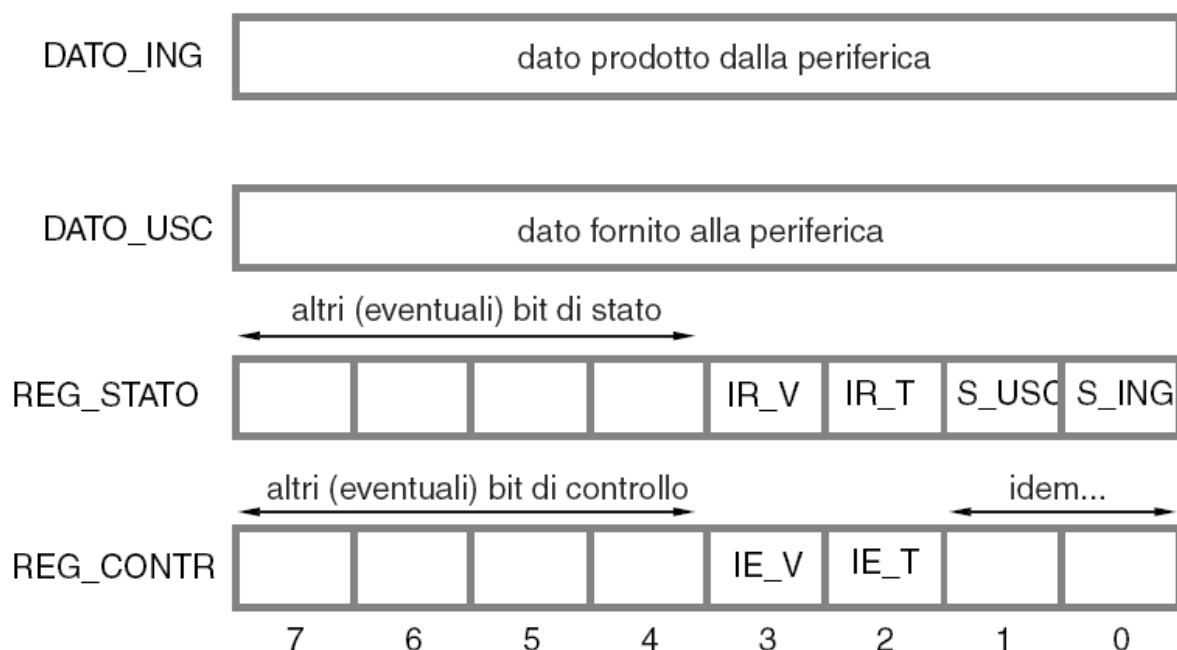 DATO_ING dato prodotto dalla periferica
DATO_USC dato fornito alla periferica
altri (eventuali) bit di stato
REG_STATO IR_V IR_T S_USC S_ING
altri (eventuali) bit di controllo idem...
REG_CONTR IE_V IE_T
7 6 5 4 3 2 1 0